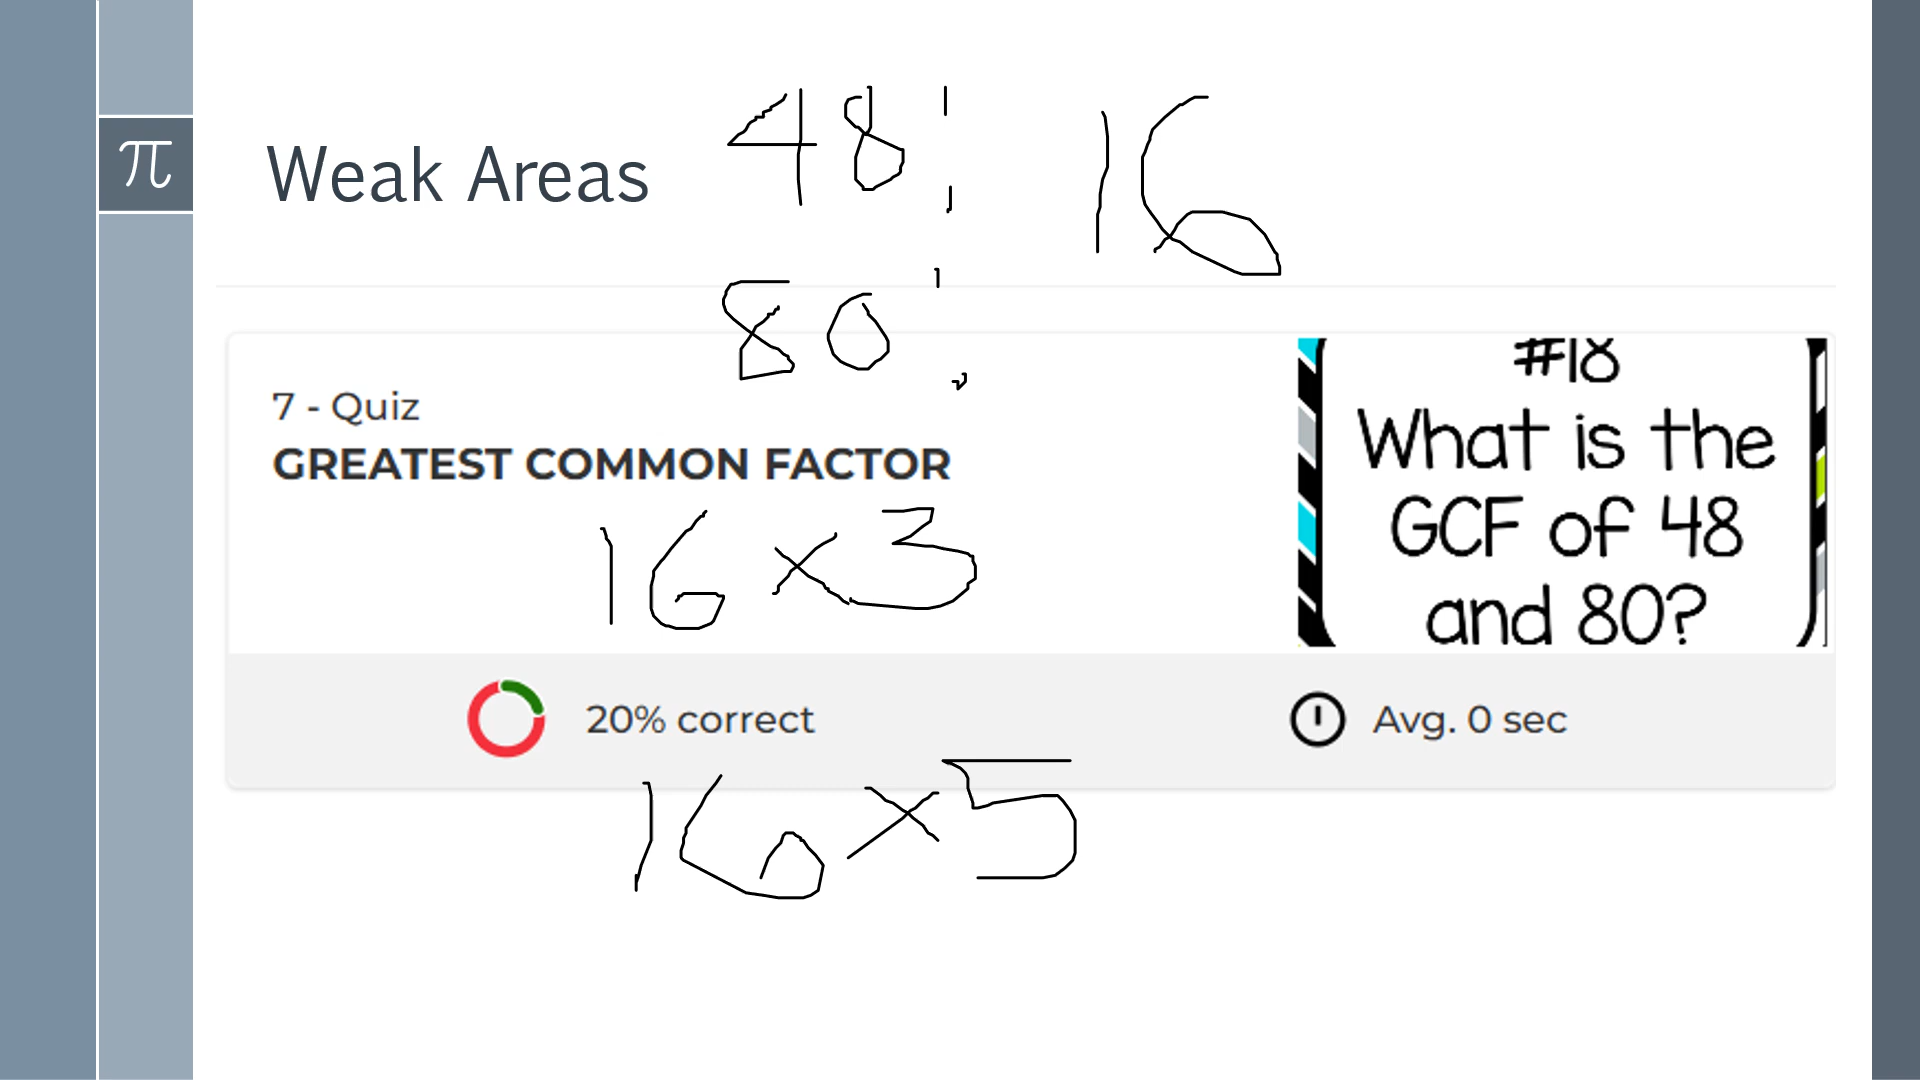 π
Weak Areas
48:
16
80:
7 - Quiz
GREATEST COMMON FACTOR
16 x 3
#18
What is the
GCF of 48
and 80?
20% correct
Avg. 0 sec
16 x 5